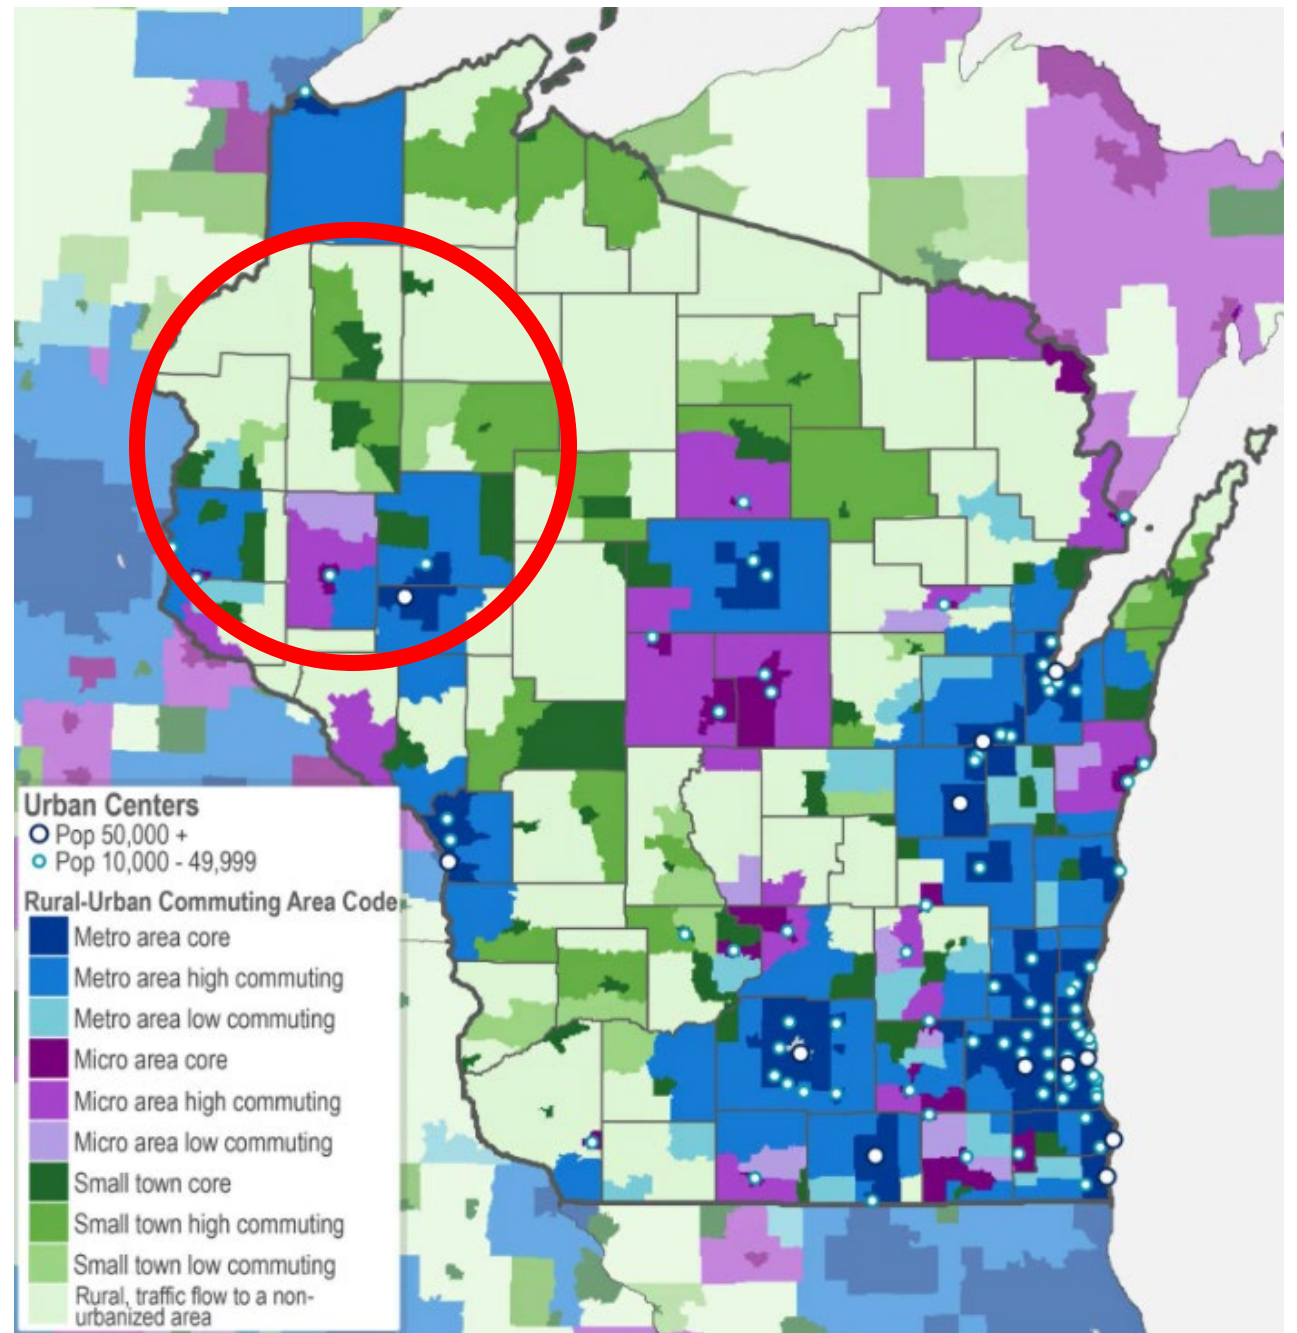 Urban Centers
Pop 50,000 +
Pop 10,000 - 49,999
Rural-Urban Commuting Area Code
Metro area core
Metro area high commuting
Metro area low commuting
Micro area core
Micro area high commuting
Micro area low commuting
Small town core
Small town high commuting
Small town low commuting
Rural, traffic flow to a non-
urbanized area